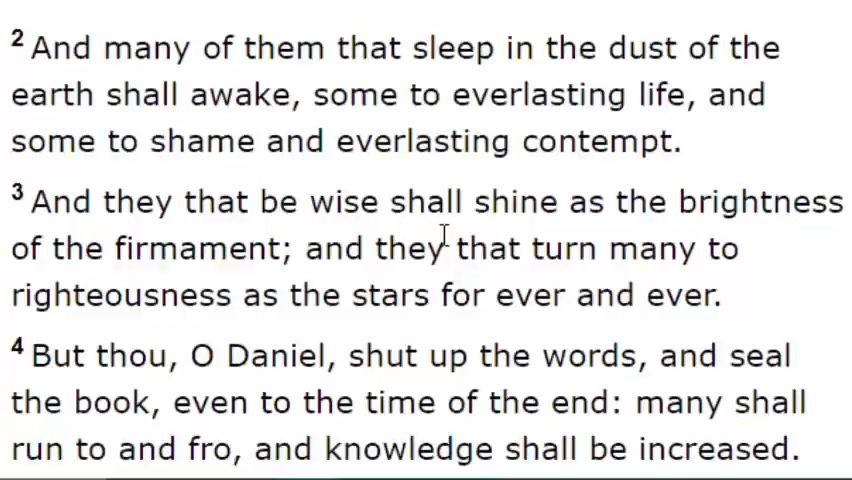 2 And many of them that sleep in the dust of the
earth shall awake, some to everlasting life, and
some to shame and everlasting contempt.
3 And they that be wise shall shine as the brightness
of the firmament; and they that turn many to
righteousness as the stars for ever and ever.
4 But thou, O Daniel, shut up the words, and seal
the book, even to the time of the end: many shall
run to and fro, and knowledge shall be increased.